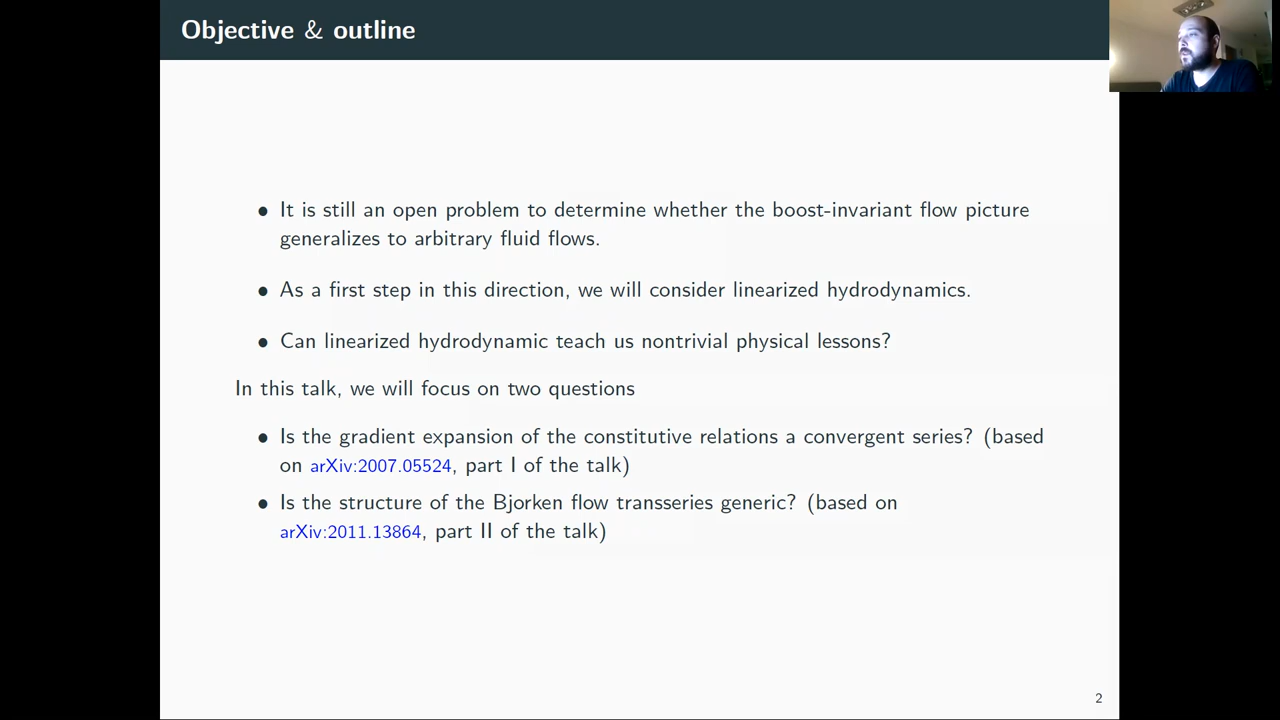 Objective & outline
• It is still an open problem to determine whether the boost-invariant flow picture
generalizes to arbitrary fluid flows.
• As a first step in this direction, we will consider linearized hydrodynamics.
• Can linearized hydrodynamic teach us nontrivial physical lessons?
In this talk, we will focus on two questions
• Is the gradient expansion of the constitutive relations a convergent series? (based
on arXiv:2007.05524, part I of the talk)
• Is the structure of the Bjorken flow transseries generic? (based on
arXiv:2011.13864, part II of the talk)
2